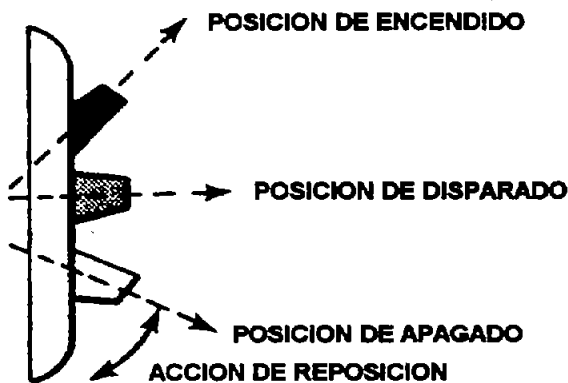 POSICION DE ENCENDIDO
POSICION DE DISPARADO
POSICION DE APAGADO
ACCION DE REPOSICION